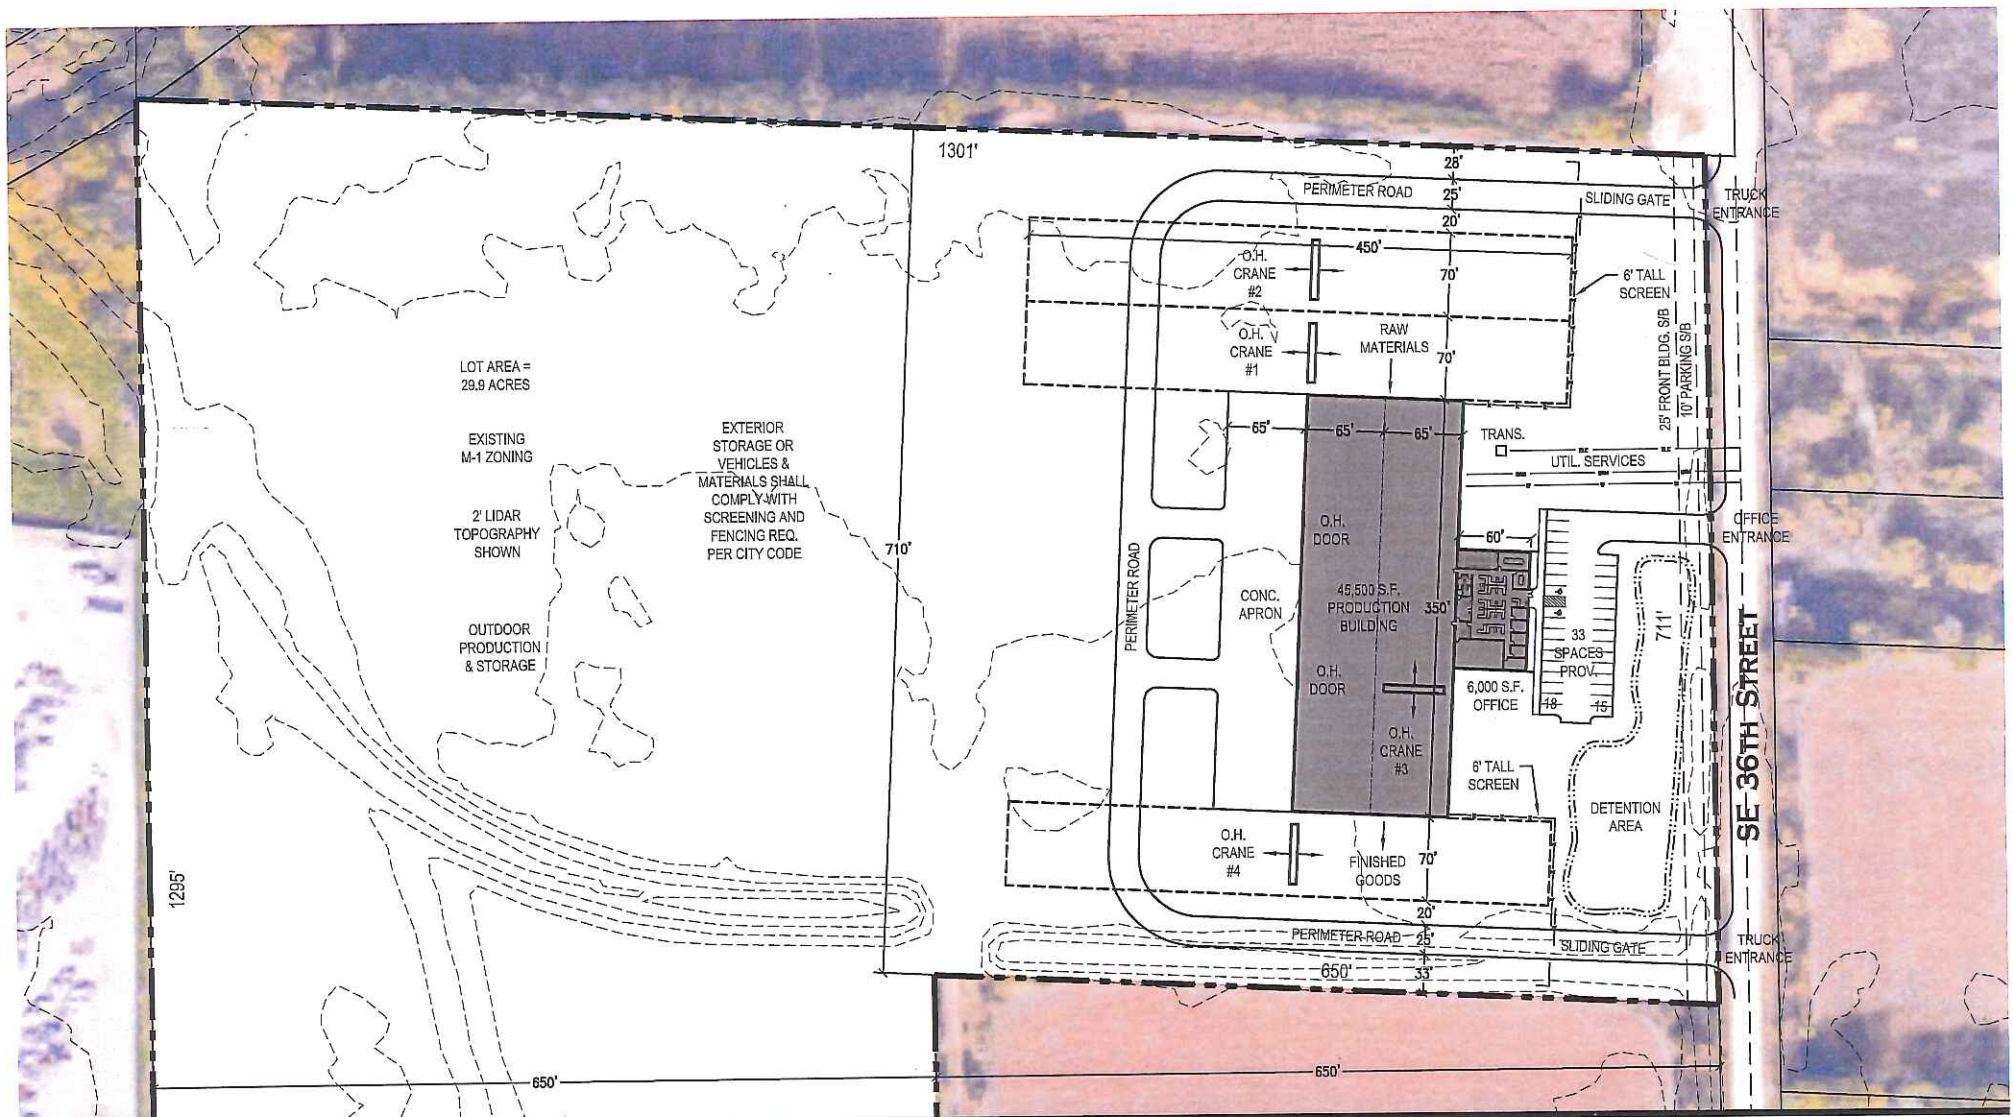 1301'
28'
PERIMETER ROAD
25'
SLIDING GATE
TRUCK
ENTRANCE
20'
450'
O.H.
CRANE
#2
70'
6' TALL
SCREEN
O.H.
CRANE
#1
RAW
MATERIALS
70'
25' FRONT BLDG. S/B
10' PARKING S/B
LOT AREA =
29.9 ACRES
EXISTING
M-1 ZONING
2' LIDAR
TOPOGRAPHY
SHOWN
OUTDOOR
PRODUCTION
& STORAGE
EXTERIOR
STORAGE OR
VEHICLES &
MATERIALS SHALL
COMPLY WITH
SCREENING AND
FENCING REQ.
PER CITY CODE
710'
65'
65'
65'
TRANS.
UTIL. SERVICES
O.H.
DOOR
60'
OFFICE
ENTRANCE
PERIMETER ROAD
CONC.
APRON
45,500 S.F.
PRODUCTION
BUILDING
350'
33
SPACES
PROV.
711'
SE 36TH STREET
O.H.
DOOR
6,000 S.F.
OFFICE
18
15
O.H.
CRANE
#3
6' TALL
SCREEN
DETENTION
AREA
O.H.
CRANE
#4
FINISHED
GOODS
70'
1295'
20'
PERIMETER ROAD
25'
SLIDING GATE
TRUCK
ENTRANCE
650'
33'
650'
650'